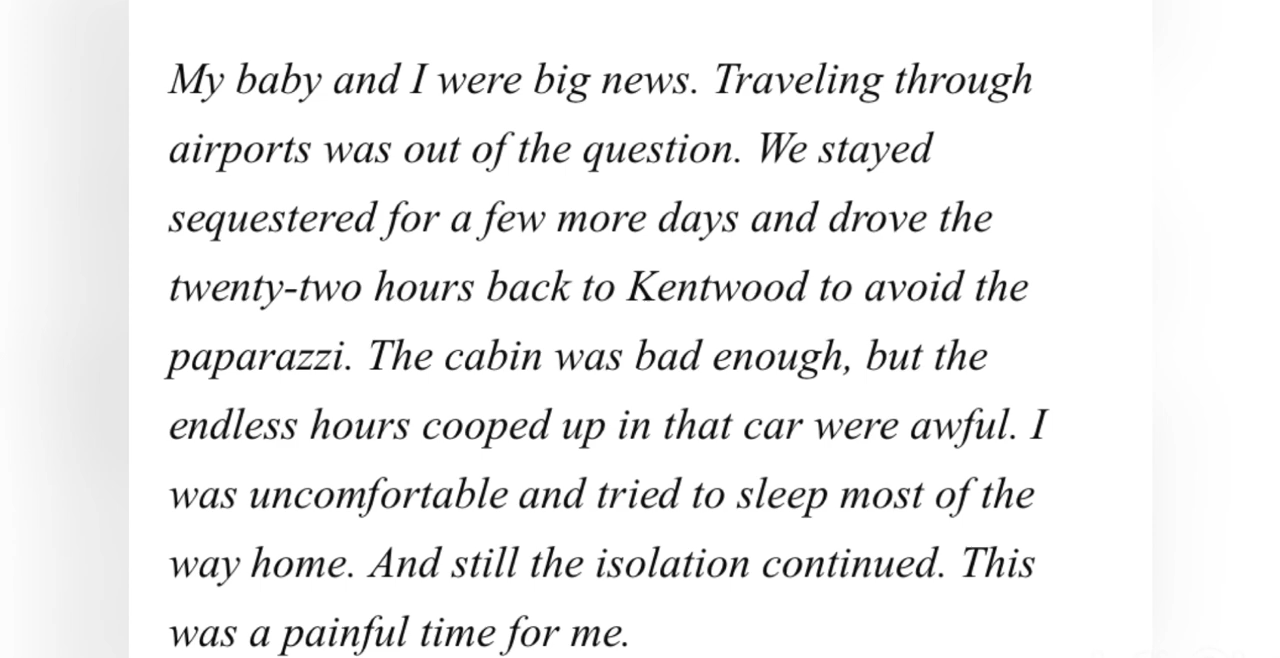 My baby and I were big news. Traveling through
airports was out of the question. We stayed
sequestered for a few more days and drove the
twenty-two hours back to Kentwood to avoid the
paparazzi. The cabin was bad enough, but the
endless hours cooped up in that car were awful. I
was uncomfortable and tried to sleep most of the
way home. And still the isolation continued. This
was a painful time for me.